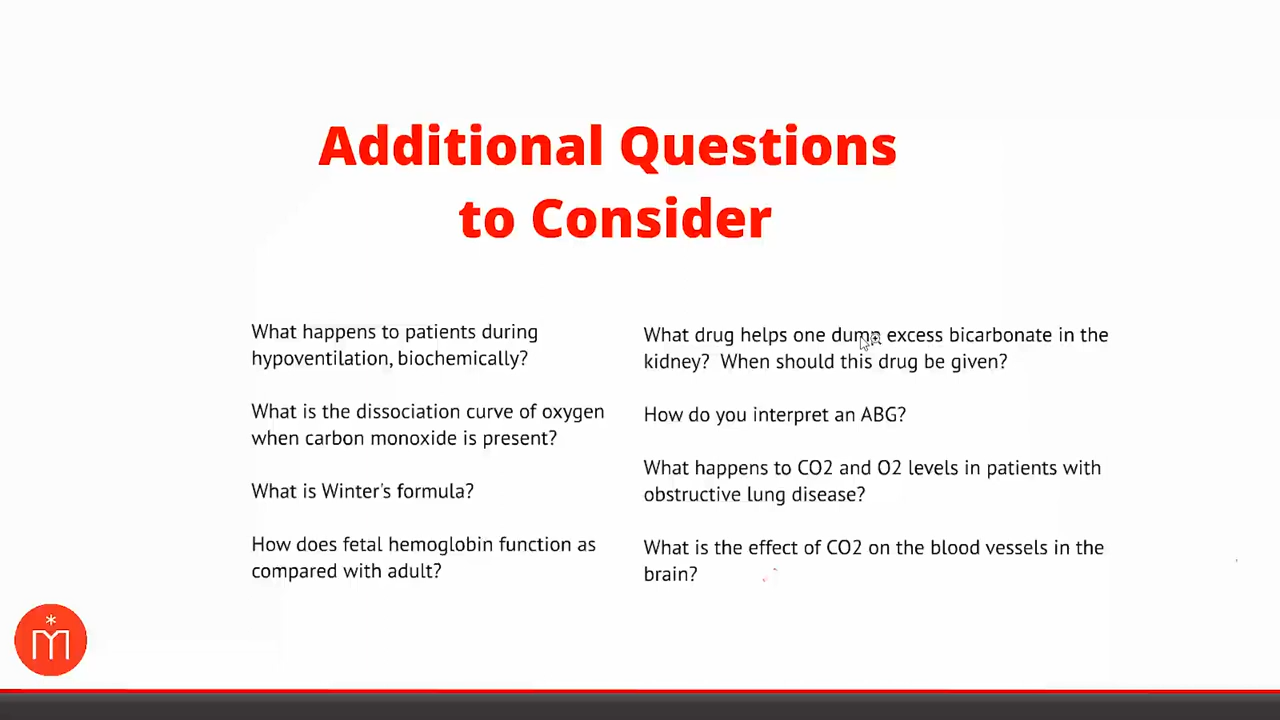 Additional Questions
to Consider
What happens to patients during
hypoventilation, biochemically?
What is the dissociation curve of oxygen
when carbon monoxide is present?
What is Winter's formula?
How does fetal hemoglobin function as
compared with adult?
What drug helps one dump excess bicarbonate in the
kidney? When should this drug be given?
How do you interpret an ABG?
What happens to CO2 and O2 levels in patients with
obstructive lung disease?
What is the effect of CO2 on the blood vessels in the
brain?